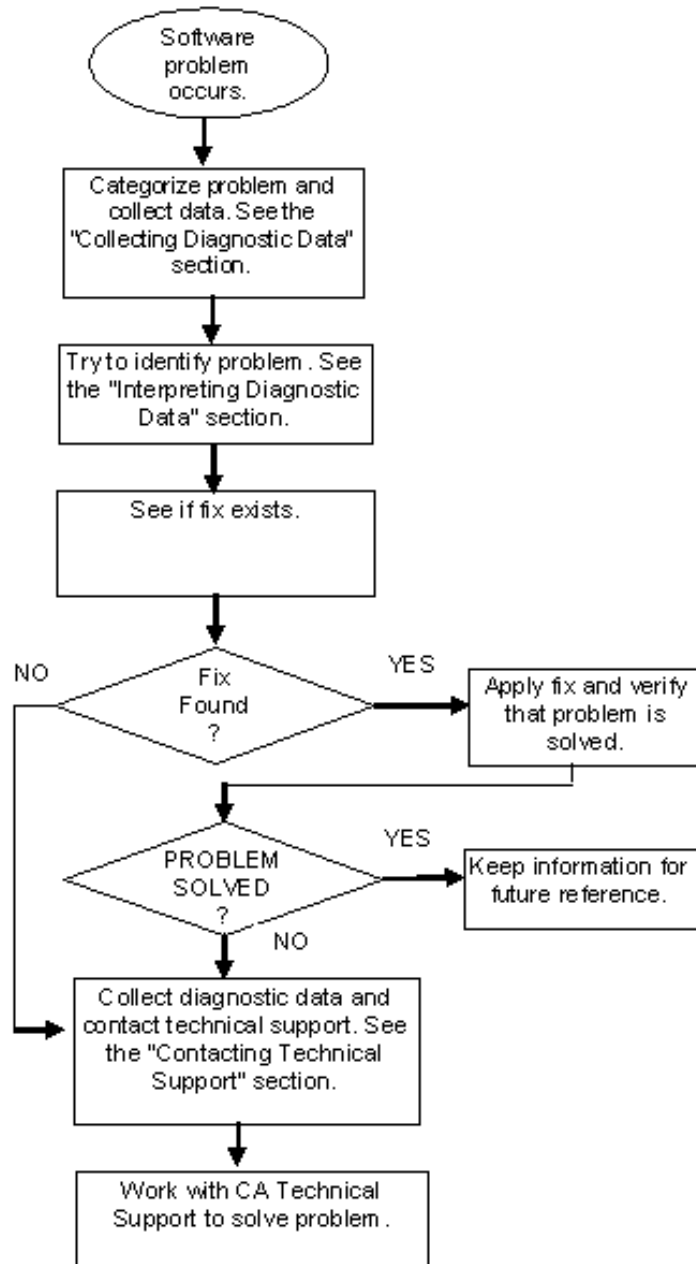 Software
problem
occurs.
Categorize problem and
collect data. See the
"Collecting Diagnostic Data"
section.
Try to identify problem. See
the "Interpreting Diagnostic
Data" section.
See if fix exists.
NO
Fix
Found
?
YES
Apply fix and verify
that problem is
solved.
PROBLEM
SOLVED
?
YES
Keep information for
future reference.
NO
Collect diagnostic data and
contact technical support. See
the "Contacting Technical
Support" section.
Work with CA Technical
Support to solve problem.